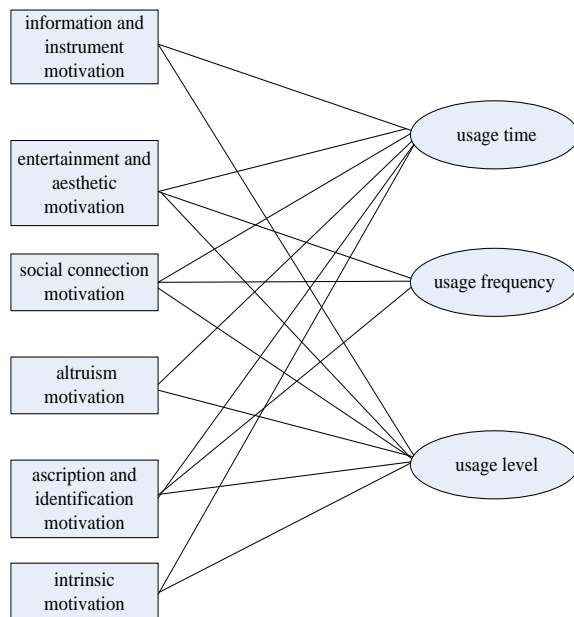 information and
instrument
motivation
entertainment and
aesthetic
motivation
social connection
motivation
altruism
motivation
ascription and
identification
motivation
intrinsic
motivation
usage time
usage frequency
usage level